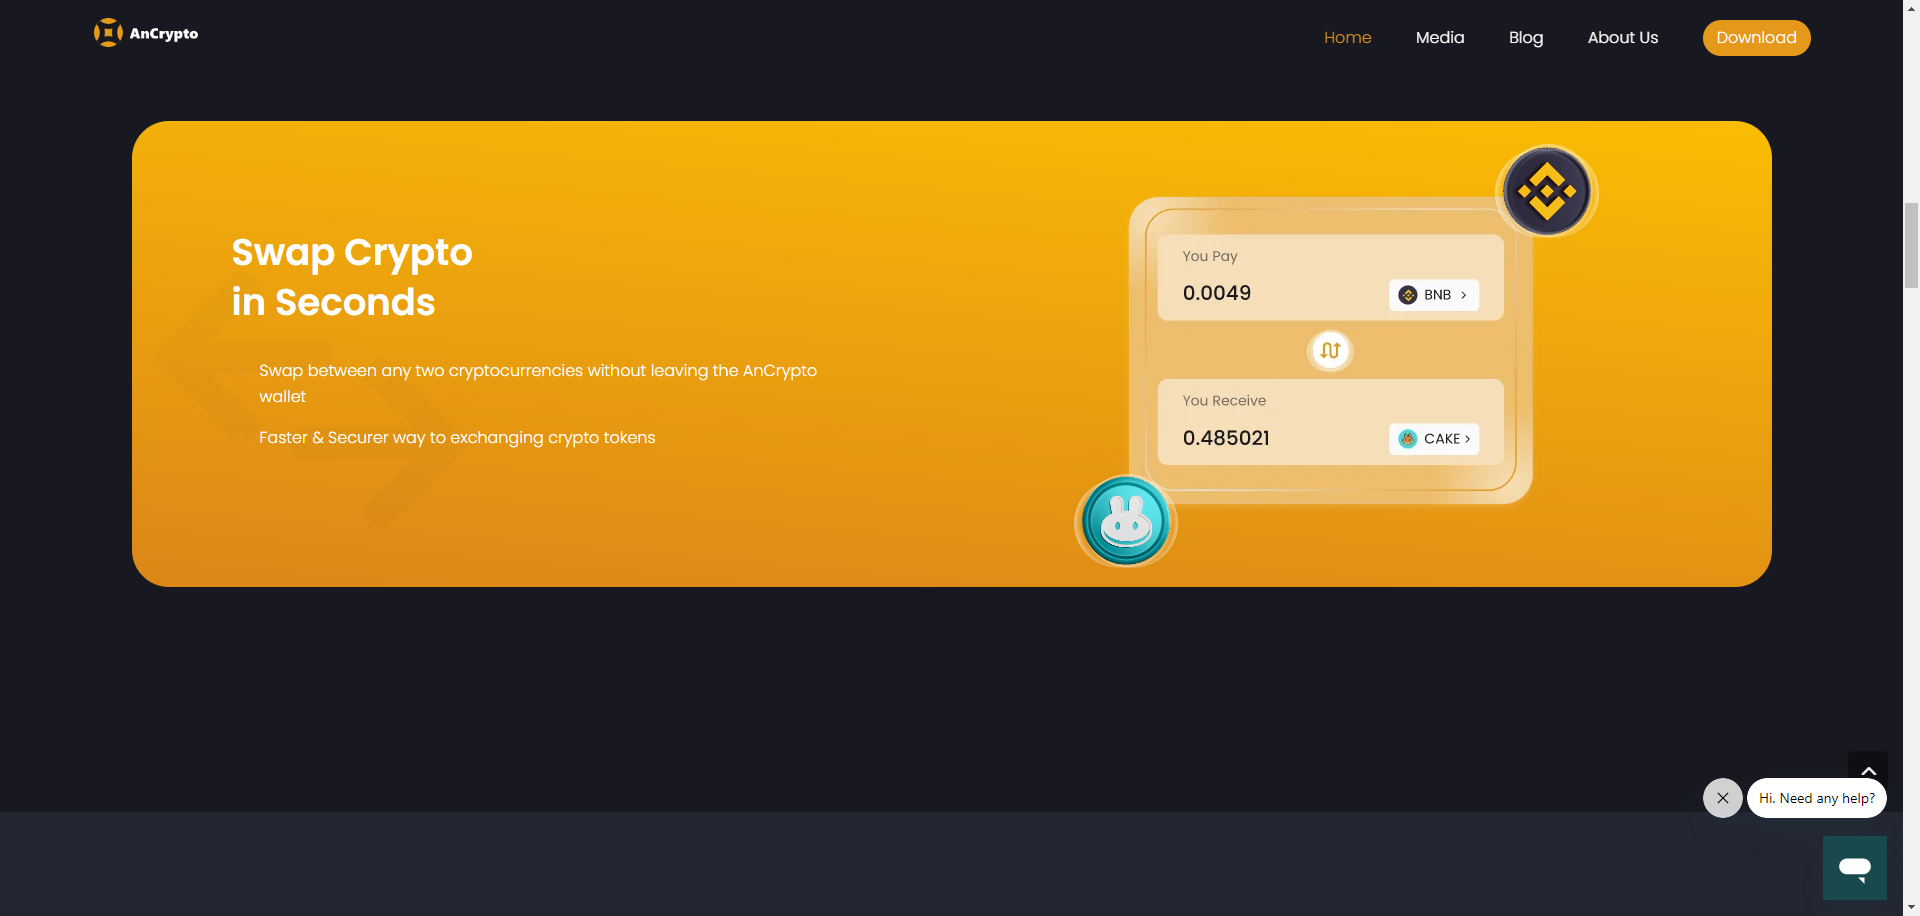 AnCrypto
Home
Media
Blog
About Us
Download
Swap Crypto
in Seconds
Swap between any two cryptocurrencies without leaving the AnCrypto
wallet
Faster & Securer way to exchanging crypto tokens
You Pay
0.0049
BNB
You Receive
0.485021
CAKE
Hi. Need any help?